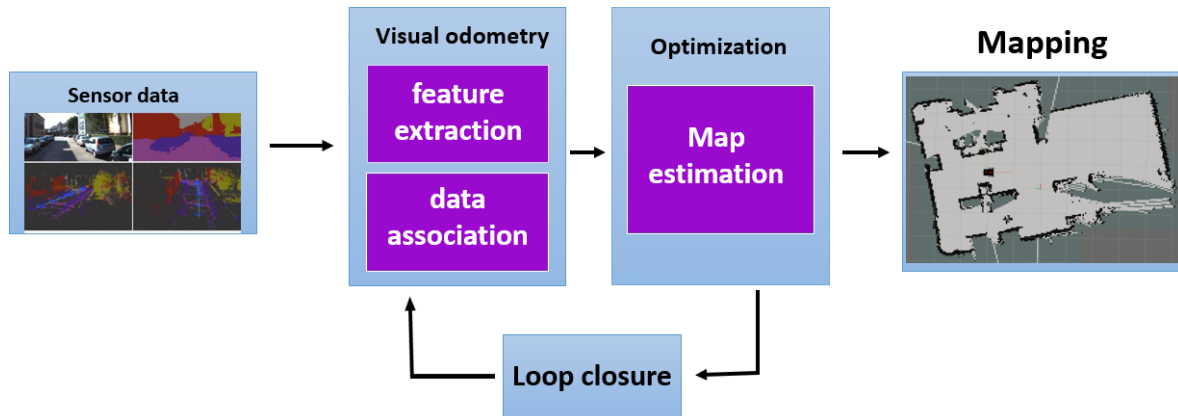 Sensor data
Visual odometry
feature
extraction
data
association
Optimization
Map
estimation
Mapping
Loop closure